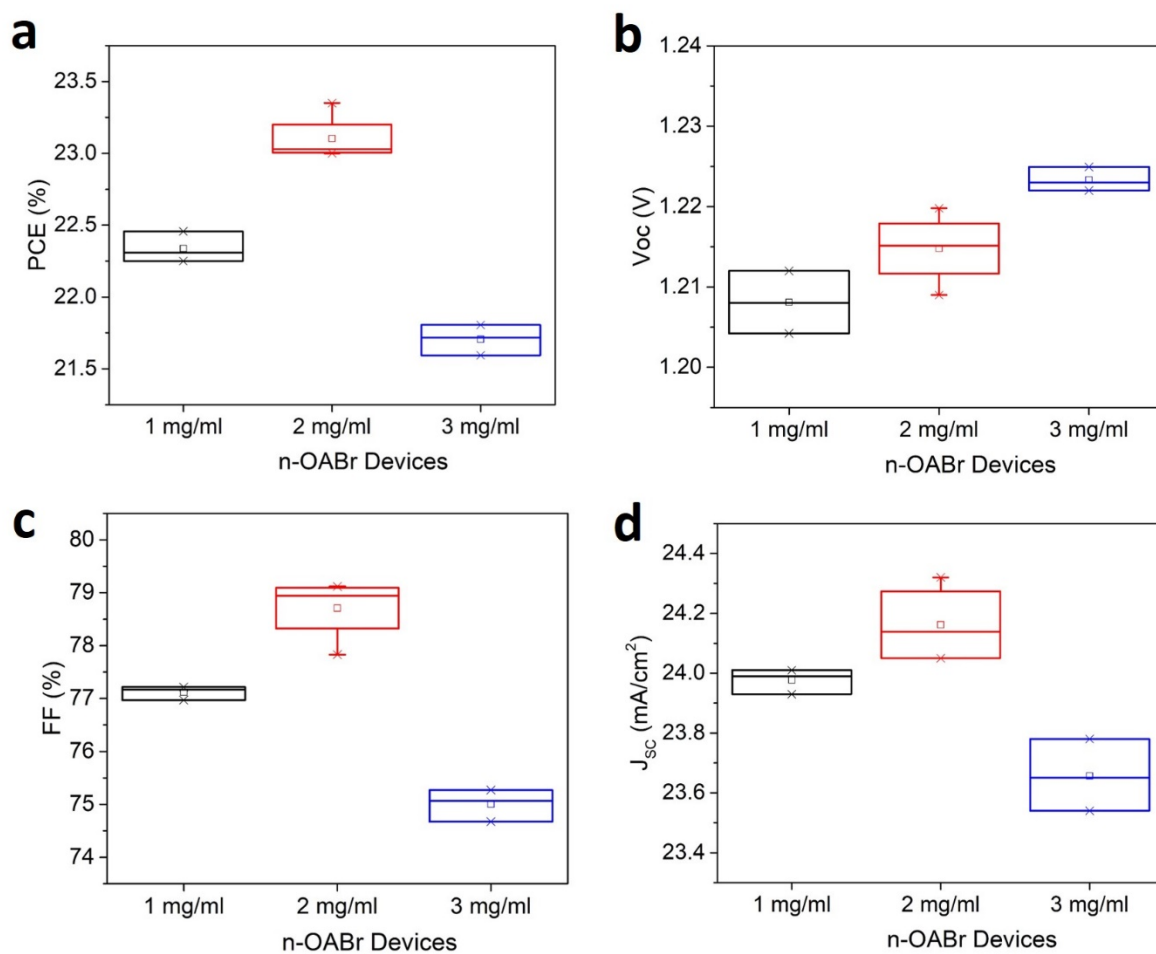 a
23.5
23.0
22.5
22.0
21.5
PCE (%)
1 mg/ml 2 mg/ml 3 mg/ml
n-OABr Devices
b
1.24
1.23
1.22
1.21
1.20
Voc (V)
1 mg/ml 2 mg/ml 3 mg/ml
n-OABr Devices
c
80
79
78
77
76
75
74
FF (%)
1 mg/ml 2 mg/ml 3 mg/ml
n-OABr Devices
d
24.4
24.2
24.0
23.8
23.6
23.4
J_SC (mA/cm²)
1 mg/ml 2 mg/ml 3 mg/ml
n-OABr Devices